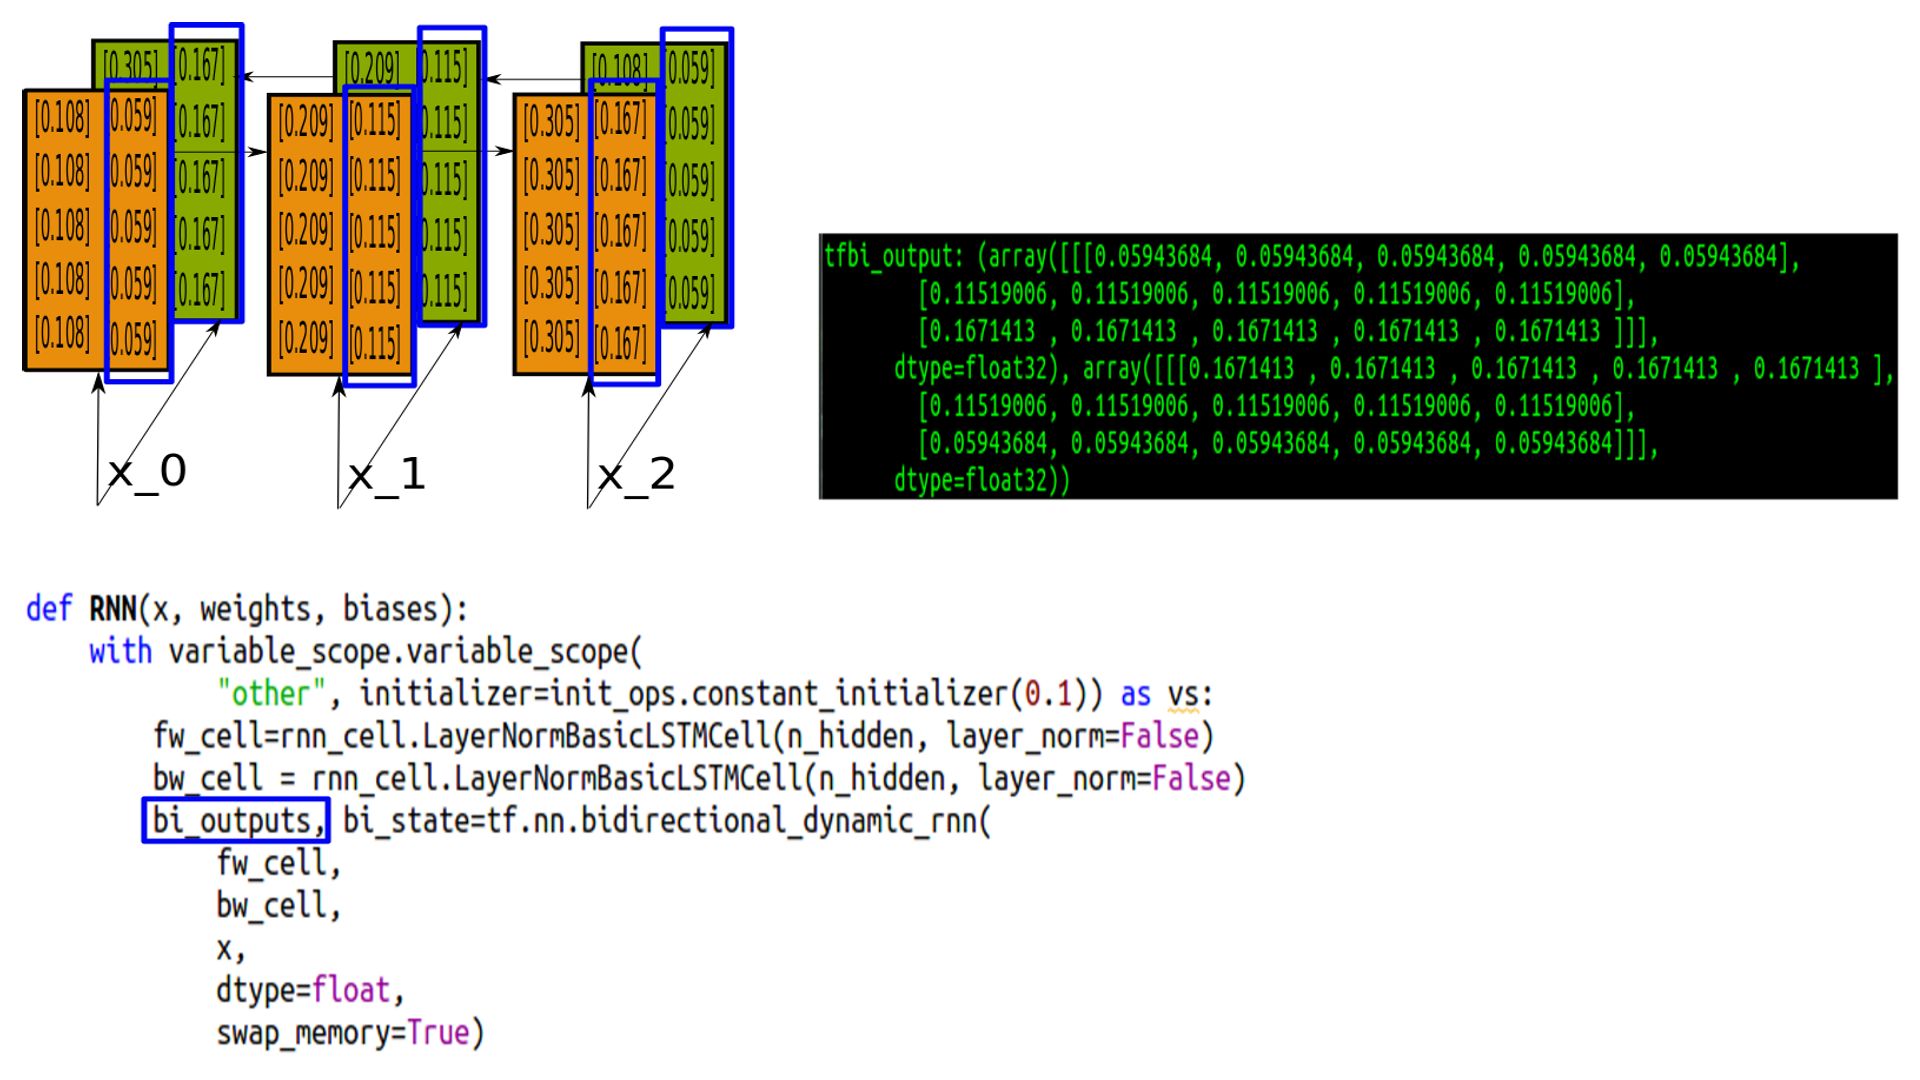 [0.305] [0.167] [0.209] [0.115] [0.108] [0.059]
[0.108] [0.059] [0.167] [0.209] [0.115] [0.115] [0.305] [0.167] [0.059]
[0.108] [0.059] [0.167] [0.209] [0.115] [0.115] [0.305] [0.167] [0.059]
[0.108] [0.059] [0.167] [0.209] [0.115] [0.115] [0.305] [0.167] [0.059]
[0.108] [0.059] [0.167] [0.209] [0.115] [0.115] [0.305] [0.167] [0.059]
[0.108] [0.059] [0.209] [0.115] [0.305] [0.167]
x_0 x_1 x_2
tfbi_output: (array([[[0.05943684, 0.05943684, 0.05943684, 0.05943684, 0.05943684],
[0.11519006, 0.11519006, 0.11519006, 0.11519006, 0.11519006],
[0.1671413 , 0.1671413 , 0.1671413 , 0.1671413 , 0.1671413 ]]],
dtype=float32), array([[[0.1671413 , 0.1671413 , 0.1671413 , 0.1671413 , 0.1671413 ],
[0.11519006, 0.11519006, 0.11519006, 0.11519006, 0.11519006],
[0.05943684, 0.05943684, 0.05943684, 0.05943684, 0.05943684]]],
dtype=float32))
def RNN(x, weights, biases):
with variable_scope.variable_scope(
"other", initializer=init_ops.constant_initializer(0.1)) as vs:
fw_cell=rnn_cell.LayerNormBasicLSTMCell(n_hidden, layer_norm=False)
bw_cell = rnn_cell.LayerNormBasicLSTMCell(n_hidden, layer_norm=False)
bi_outputs, bi_state=tf.nn.bidirectional_dynamic_rnn(
fw_cell,
bw_cell,
x,
dtype=float,
swap_memory=True)